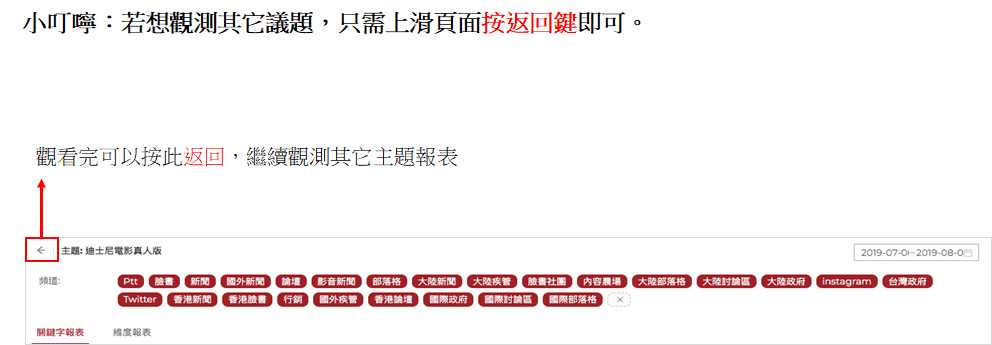 小叮嚀：若想觀測其它議題，只需上滑頁面按返回鍵即可。
觀看完可以按此返回，繼續觀測其它主題報表
← 主題: 迪士尼電影真人版 2019-07-0~2019-08-0
頻道: Ptt 臉書 新聞 國外新聞 論壇 影音新聞 部落格 大陸新聞 大陸疾管 臉書社團 內容農場 大陸部落格 大陸討論區 大陸政府 instagram 台灣政府
Twitter 香港新聞 香港臉書 行銷 國外疾管 香港論壇 國際政府 國際討論區 國際部落格 ×
關鍵字報表 維度報表